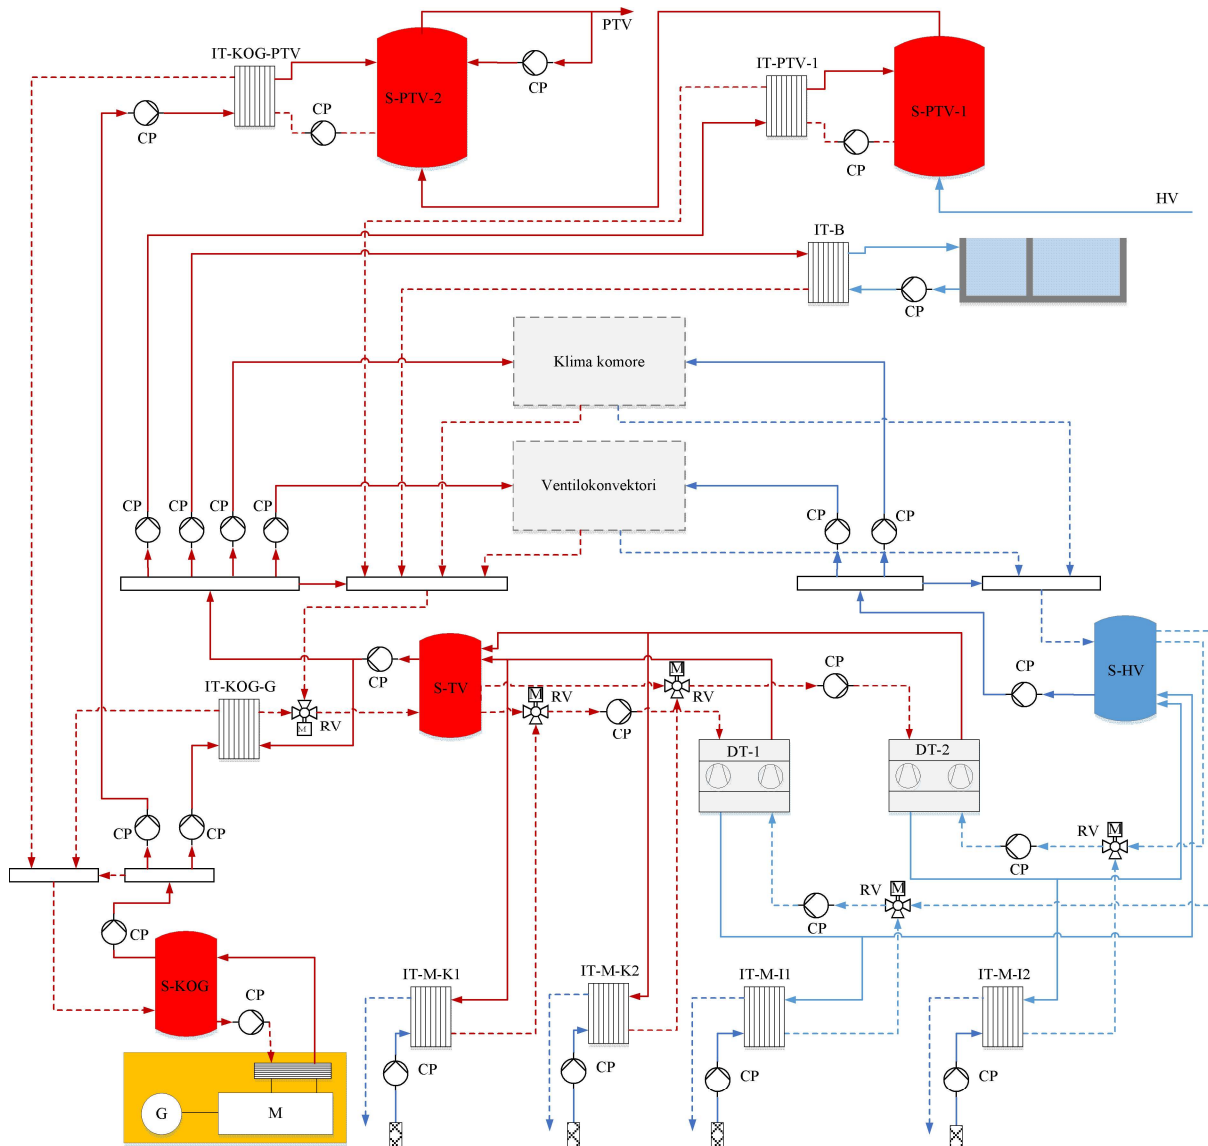 PTV
IT-KOG-PTV
IT-PTV-1
CP
S-PTV-2
S-PTV-1
CP
CP
CP
HV
IT-B
CP
Klima komore
Ventilokonvektori
CP
CP
CP
CP
CP
CP
S-TV
S-HV
CP
M
CP
CP
IT-KOG-G
M
RV
RV
M
RV
CP
DT-1
DT-2
CP
CP
RV
M
CP
RV
M
CP
CP
S-KOG
CP
IT-M-K1
IT-M-K2
IT-M-I1
IT-M-I2
CP
CP
CP
CP
G
M